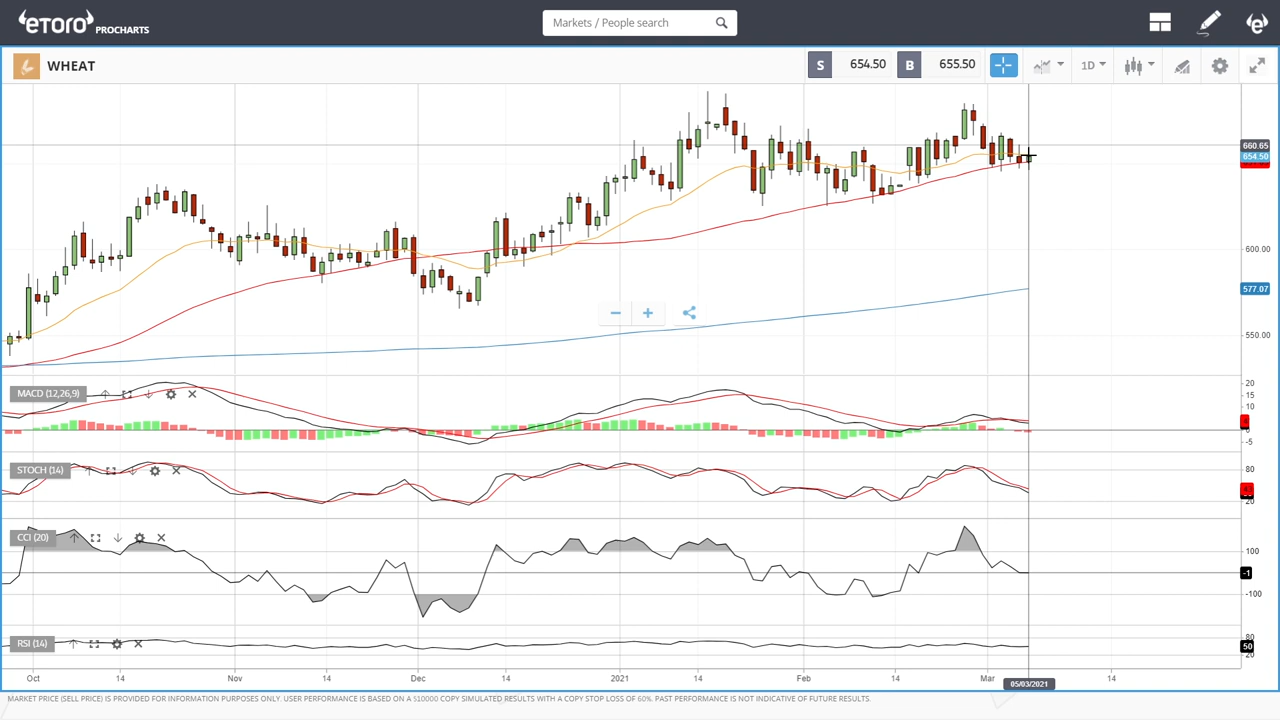 eTORO PROCHARTS
Markets / People search
WHEAT
S 654.50 B 655.50 1D
660.65
654.50
600.00
577.07
550.00
MACD (12,26,9)
20
15
10
-5
STOCH (14)
80
20
CCI (20)
100
-1
-100
RSI (14)
80
50
20
Oct 14 Nov 14 Dec 14 2021 14 Feb 14 Mar 14
05/03/2021
MARKET PRICE (SELL PRICE) IS PROVIDED FOR INFORMATION PURPOSES ONLY. USER PERFORMANCE IS BASED ON A $10000 COPY SIMULATED RESULTS WITH A COPY STOP LOSS OF 60%. PAST PERFORMANCE IS NOT INDICATIVE OF FUTURE RESULTS.